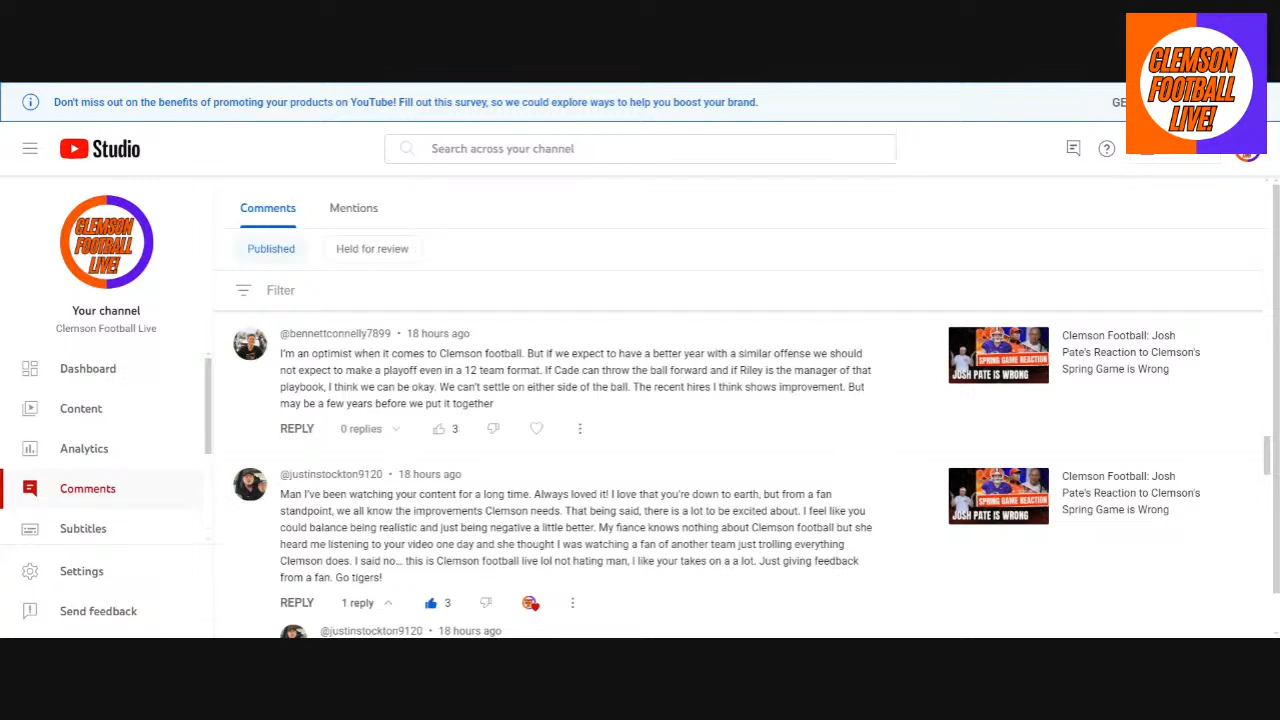 CLEMSON
FOOTBALL
LIVE!
Don't miss out on the benefits of promoting your products on YouTube! Fill out this survey, so we could explore ways to help you boost your brand.
GE
Studio
Search across your channel
CLEMSON
FOOTBALL
LIVE!
Your channel
Clemson Football Live
Dashboard
Content
Analytics
Comments
Subtitles
Settings
Send feedback
Comments
Mentions
Published
Held for review
Filter
@bennettconnelly7899 • 18 hours ago
I'm an optimist when it comes to Clemson football. But if we expect to have a better year with a similar offense we should
not expect to make a playoff even in a 12 team format. If Cade can throw the ball forward and if Riley is the manager of that
playbook, I think we can be okay. We can't settle on either side of the ball. The recent hires I think shows improvement. But
may be a few years before we put it together
REPLY
0 replies
3
SPRING GAME IS WRONG
JOSH PATE IS WRONG
Clemson Football: Josh
Pate's Reaction to Clemson's
Spring Game is Wrong
@justinstockton9120 • 18 hours ago
Man I've been watching your content for a long time. Always loved it! I love that you're down to earth, but from a fan
standpoint, we all know the improvements Clemson needs. That being said, there is a lot to be excited about. I feel like you
could balance being realistic and just being negative a little better. My fiance knows nothing about Clemson football but she
heard me listening to your video one day and she thought I was watching a fan of another team just trolling everything
Clemson does. I said no… this is Clemson football live lol not hating man, I like your takes on a a lot. Just giving feedback
from a fan. Go tigers!
REPLY
1 reply
3
SPRING GAME IS WRONG
JOSH PATE IS WRONG
Clemson Football: Josh
Pate's Reaction to Clemson's
Spring Game is Wrong
@justinstockton9120 • 18 hours ago